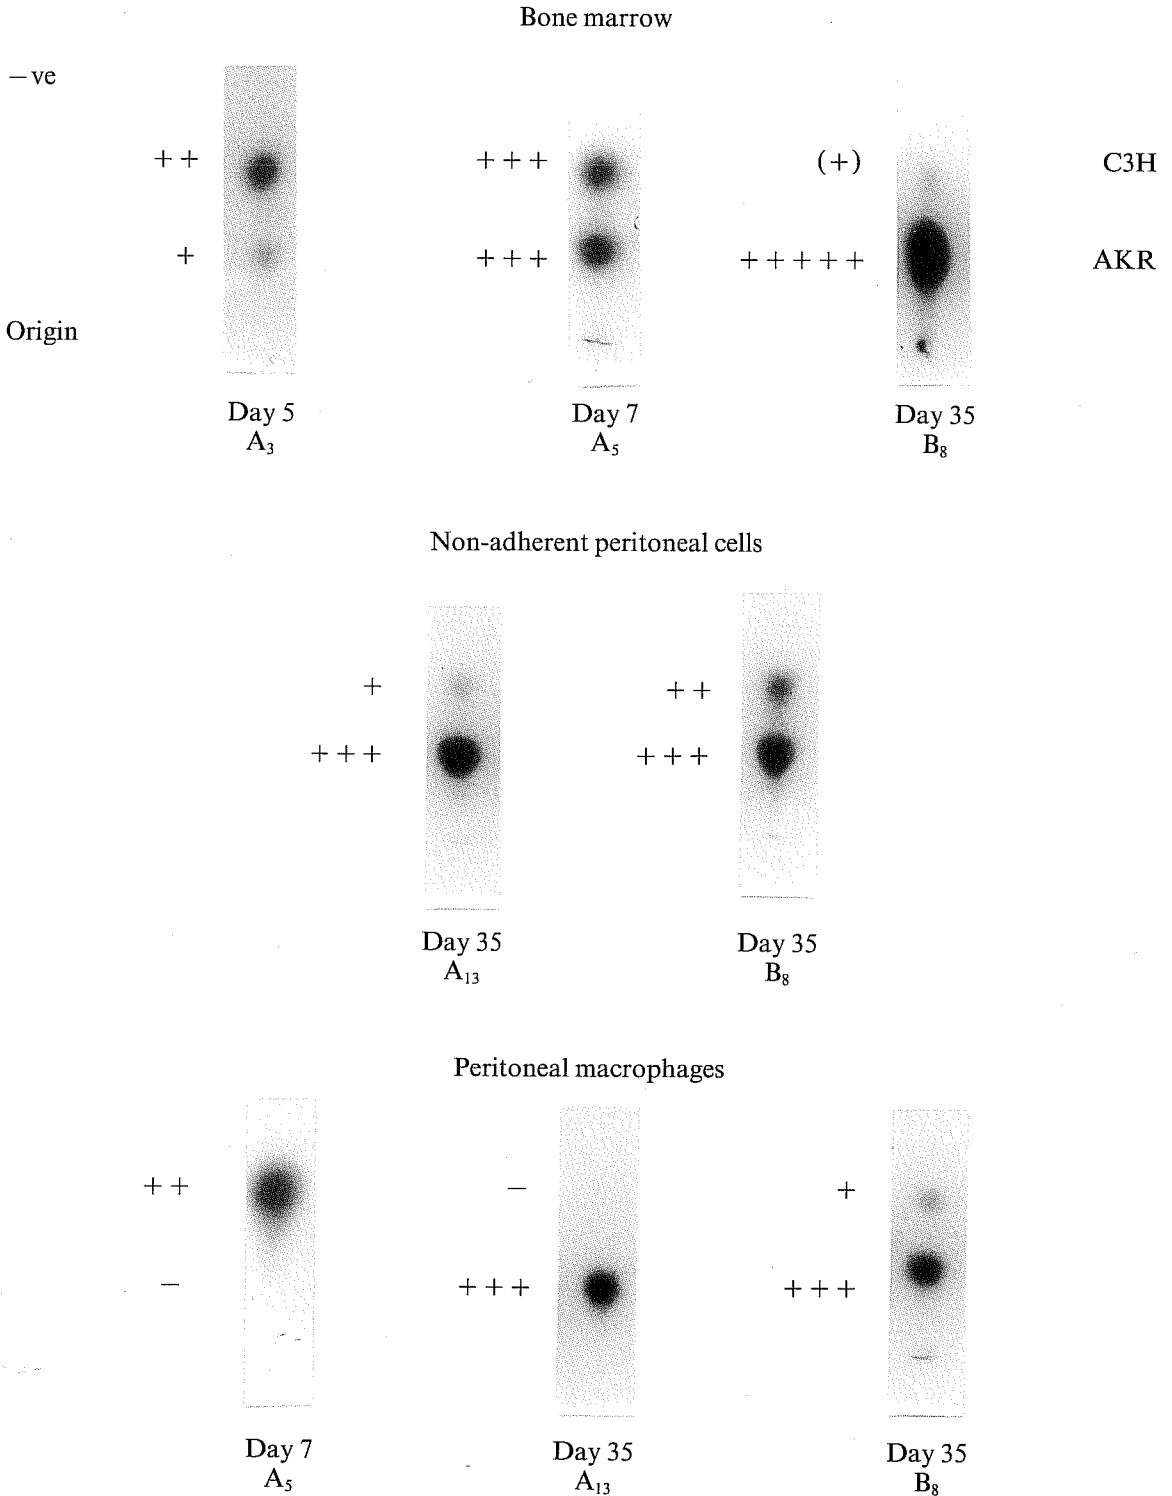 Bone marrow
−ve
++ +++ (+) C3H
+ +++ +++++ AKR
Origin
Day 5 Day 7 Day 35
A₃ A₅ B₈
Non-adherent peritoneal cells
+ ++
+++ +++
Day 35 Day 35
A₁₃ B₈
Peritoneal macrophages
++ − +
− +++ +++
Day 7 Day 35 Day 35
A₅ A₁₃ B₈